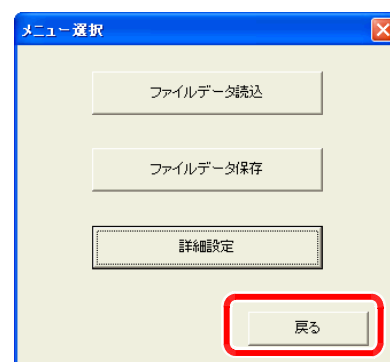 メニュー選択
ファイルデータ読込
ファイルデータ保存
詳細設定
戻る